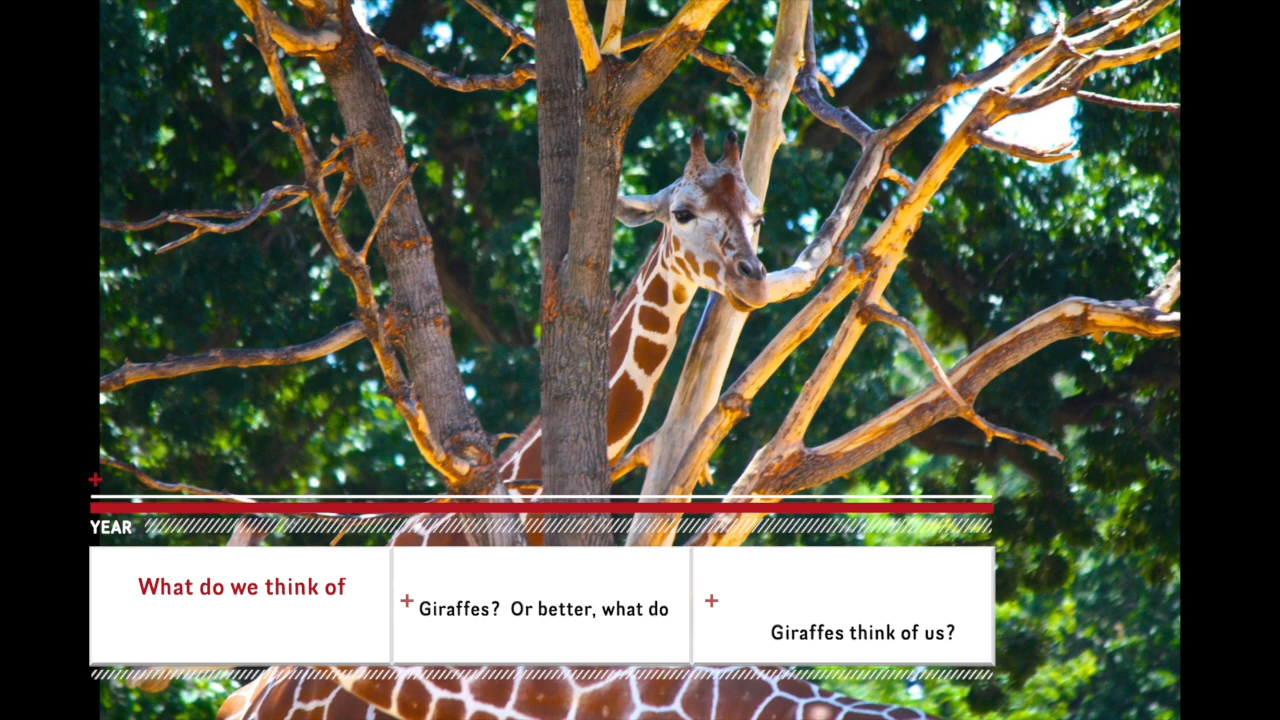 YEAR
What do we think of
Giraffes? Or better, what do
Giraffes think of us?